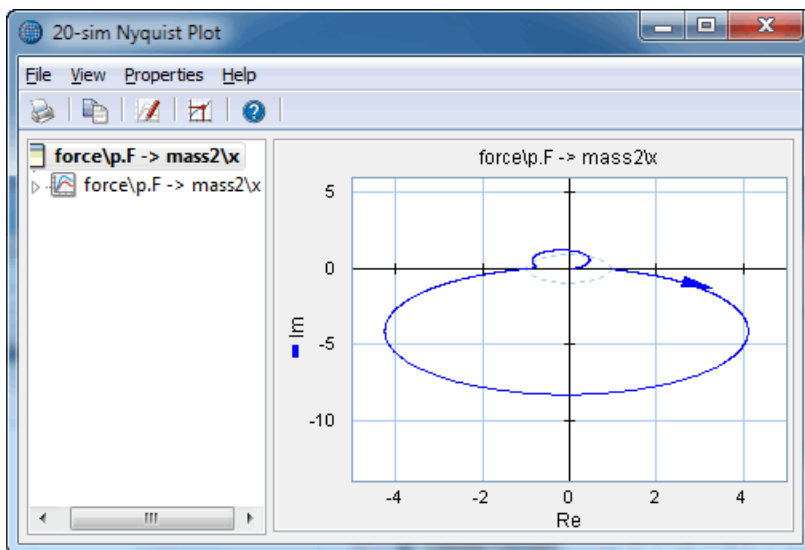 20-sim Nyquist Plot
File View Properties Help
force\p.F -> mass2\x
force\p.F -> mass2\x
force\p.F -> mass2\x
5
0
-5
-10
Im
-4 -2 0 2 4
Re